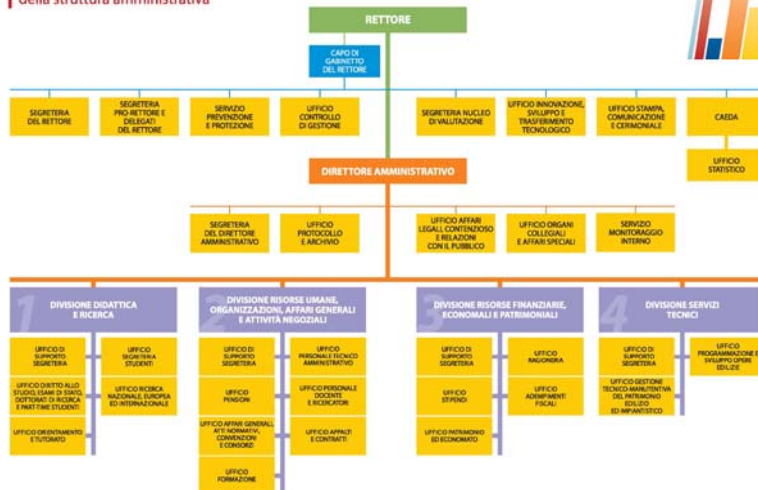 della struttura amministrativa
RETTORE
CAPO DI
GABINETTO
DEL RETTORE
SEGRETERIA
DEL RETTORE
SEGRETERIA
PRO-RETTORE E
DELEGATI
DEL RETTORE
SERVIZIO
PREVENZIONE
E PROTEZIONE
UFFICIO
CONTROLLO
DI GESTIONE
SEGRETERIA NUCLEO
DI VALUTAZIONE
UFFICIO INNOVAZIONE,
SVILUPPO E
TRASFERIMENTO
TECNOLOGICO
UFFICIO STAMPA,
COMUNICAZIONE
E CERIMONIALE
CAEDA
UFFICIO
STATISTICO
DIRETTORE AMMINISTRATIVO
SEGRETERIA
DEL DIRETTORE
AMMINISTRATIVO
UFFICIO
PROTOCOLLO
E ARCHIVIO
UFFICIO AFFARI
LEGALI, CONTENZIOSO
E RELAZIONI
CON IL PUBBLICO
UFFICIO ORGANI
COLLEGIALI
E AFFARI SPECIALI
SERVIZIO
MONITORAGGIO
INTERNO
1
DIVISIONE DIDATTICA
E RICERCA
UFFICIO DI
SUPPORTO
SEGRETERIA
UFFICIO
SEGRETERIA
STUDENTI
UFFICIO DIRITTO ALLO
STUDIO, ESAMI DI STATO,
DOTTORATI DI RICERCA
E PART-TIME STUDENTI
UFFICIO RICERCA
NAZIONALE, EUROPEA
ED INTERNAZIONALE
UFFICIO ORIENTAMENTO
E TUTORATO
2
DIVISIONE RISORSE UMANE,
ORGANIZZAZIONI, AFFARI GENERALI
E ATTIVITÀ NEGOZIALI
UFFICIO DI
SUPPORTO
SEGRETERIA
UFFICIO
PERSONALE TECNICO
AMMINISTRATIVO
UFFICIO
PENSIONI
UFFICIO PERSONALE
DOCENTE
E RICERCATORI
UFFICIO AFFARI GENERALI,
ATTI NORMATIVI,
CONVENZIONI
E CONSORZI
UFFICIO APPALTI
E CONTRATTI
UFFICIO
FORMAZIONE
3
DIVISIONE RISORSE FINANZIARIE,
ECONOMALI E PATRIMONIALI
UFFICIO DI
SUPPORTO
SEGRETERIA
UFFICIO
RAGIONERIA
UFFICIO
STIPENDI
UFFICIO
ADEMPIMENTI
FISCALI
UFFICIO PATRIMONIO
ED ECONOMATO
4
DIVISIONE SERVIZI
TECNICI
UFFICIO DI
SUPPORTO
SEGRETERIA
UFFICIO
PROGRAMMAZIONE E
SVILUPPO OPERE
EDILIZIE
UFFICIO GESTIONE
TECNICO-MANUTENTIVA
DEL PATRIMONIO
EDILIZIO
ED IMPIANTISTICO